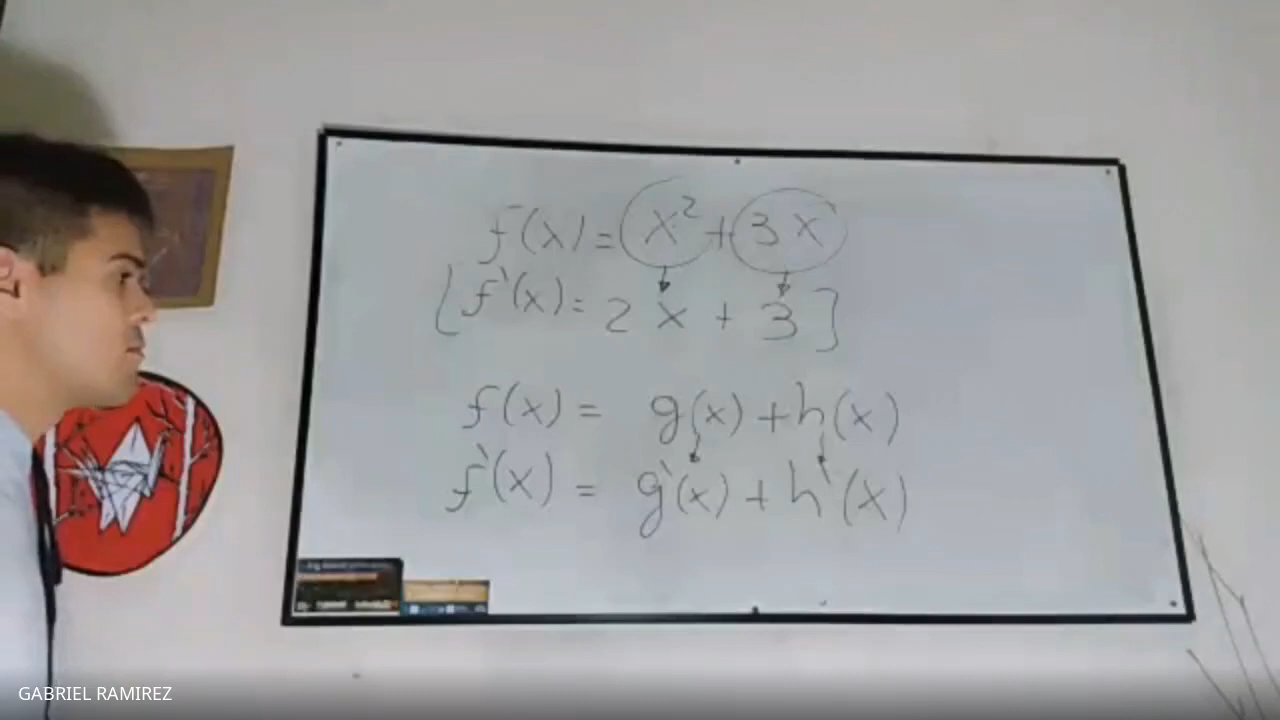 f(x) = x² + 3x
[f`(x) = 2x + 3]
f(x) = g(x) + h(x)
f`(x) = g`(x) + h`(x)
GABRIEL RAMIREZ